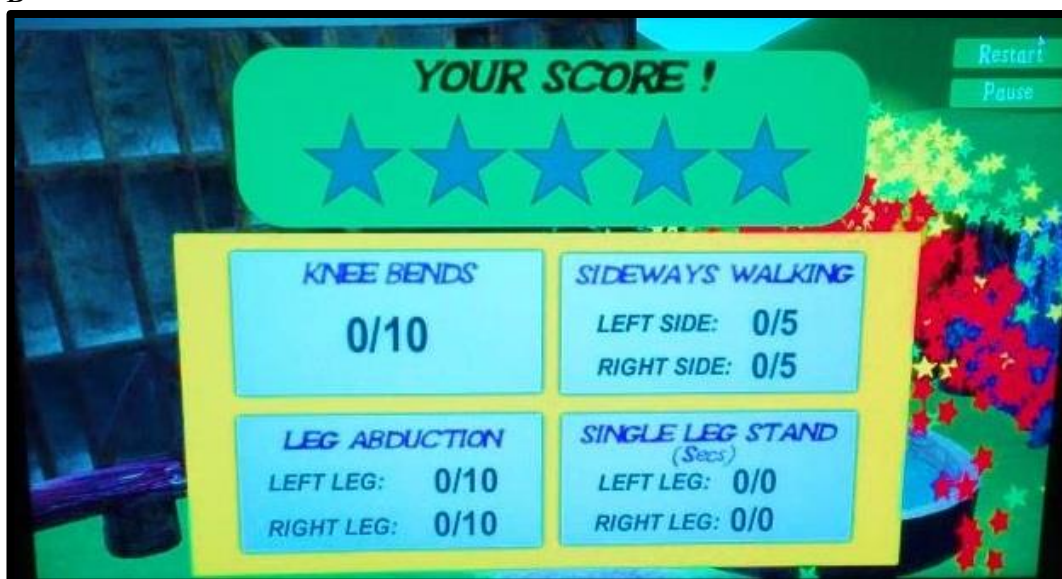 YOUR SCORE !
Restart
Pause
KNEE BENDS
0/10
SIDEWAYS WALKING
LEFT SIDE: 0/5
RIGHT SIDE: 0/5
LEG ABDUCTION
LEFT LEG: 0/10
RIGHT LEG: 0/10
SINGLE LEG STAND
(Secs)
LEFT LEG: 0/0
RIGHT LEG: 0/0